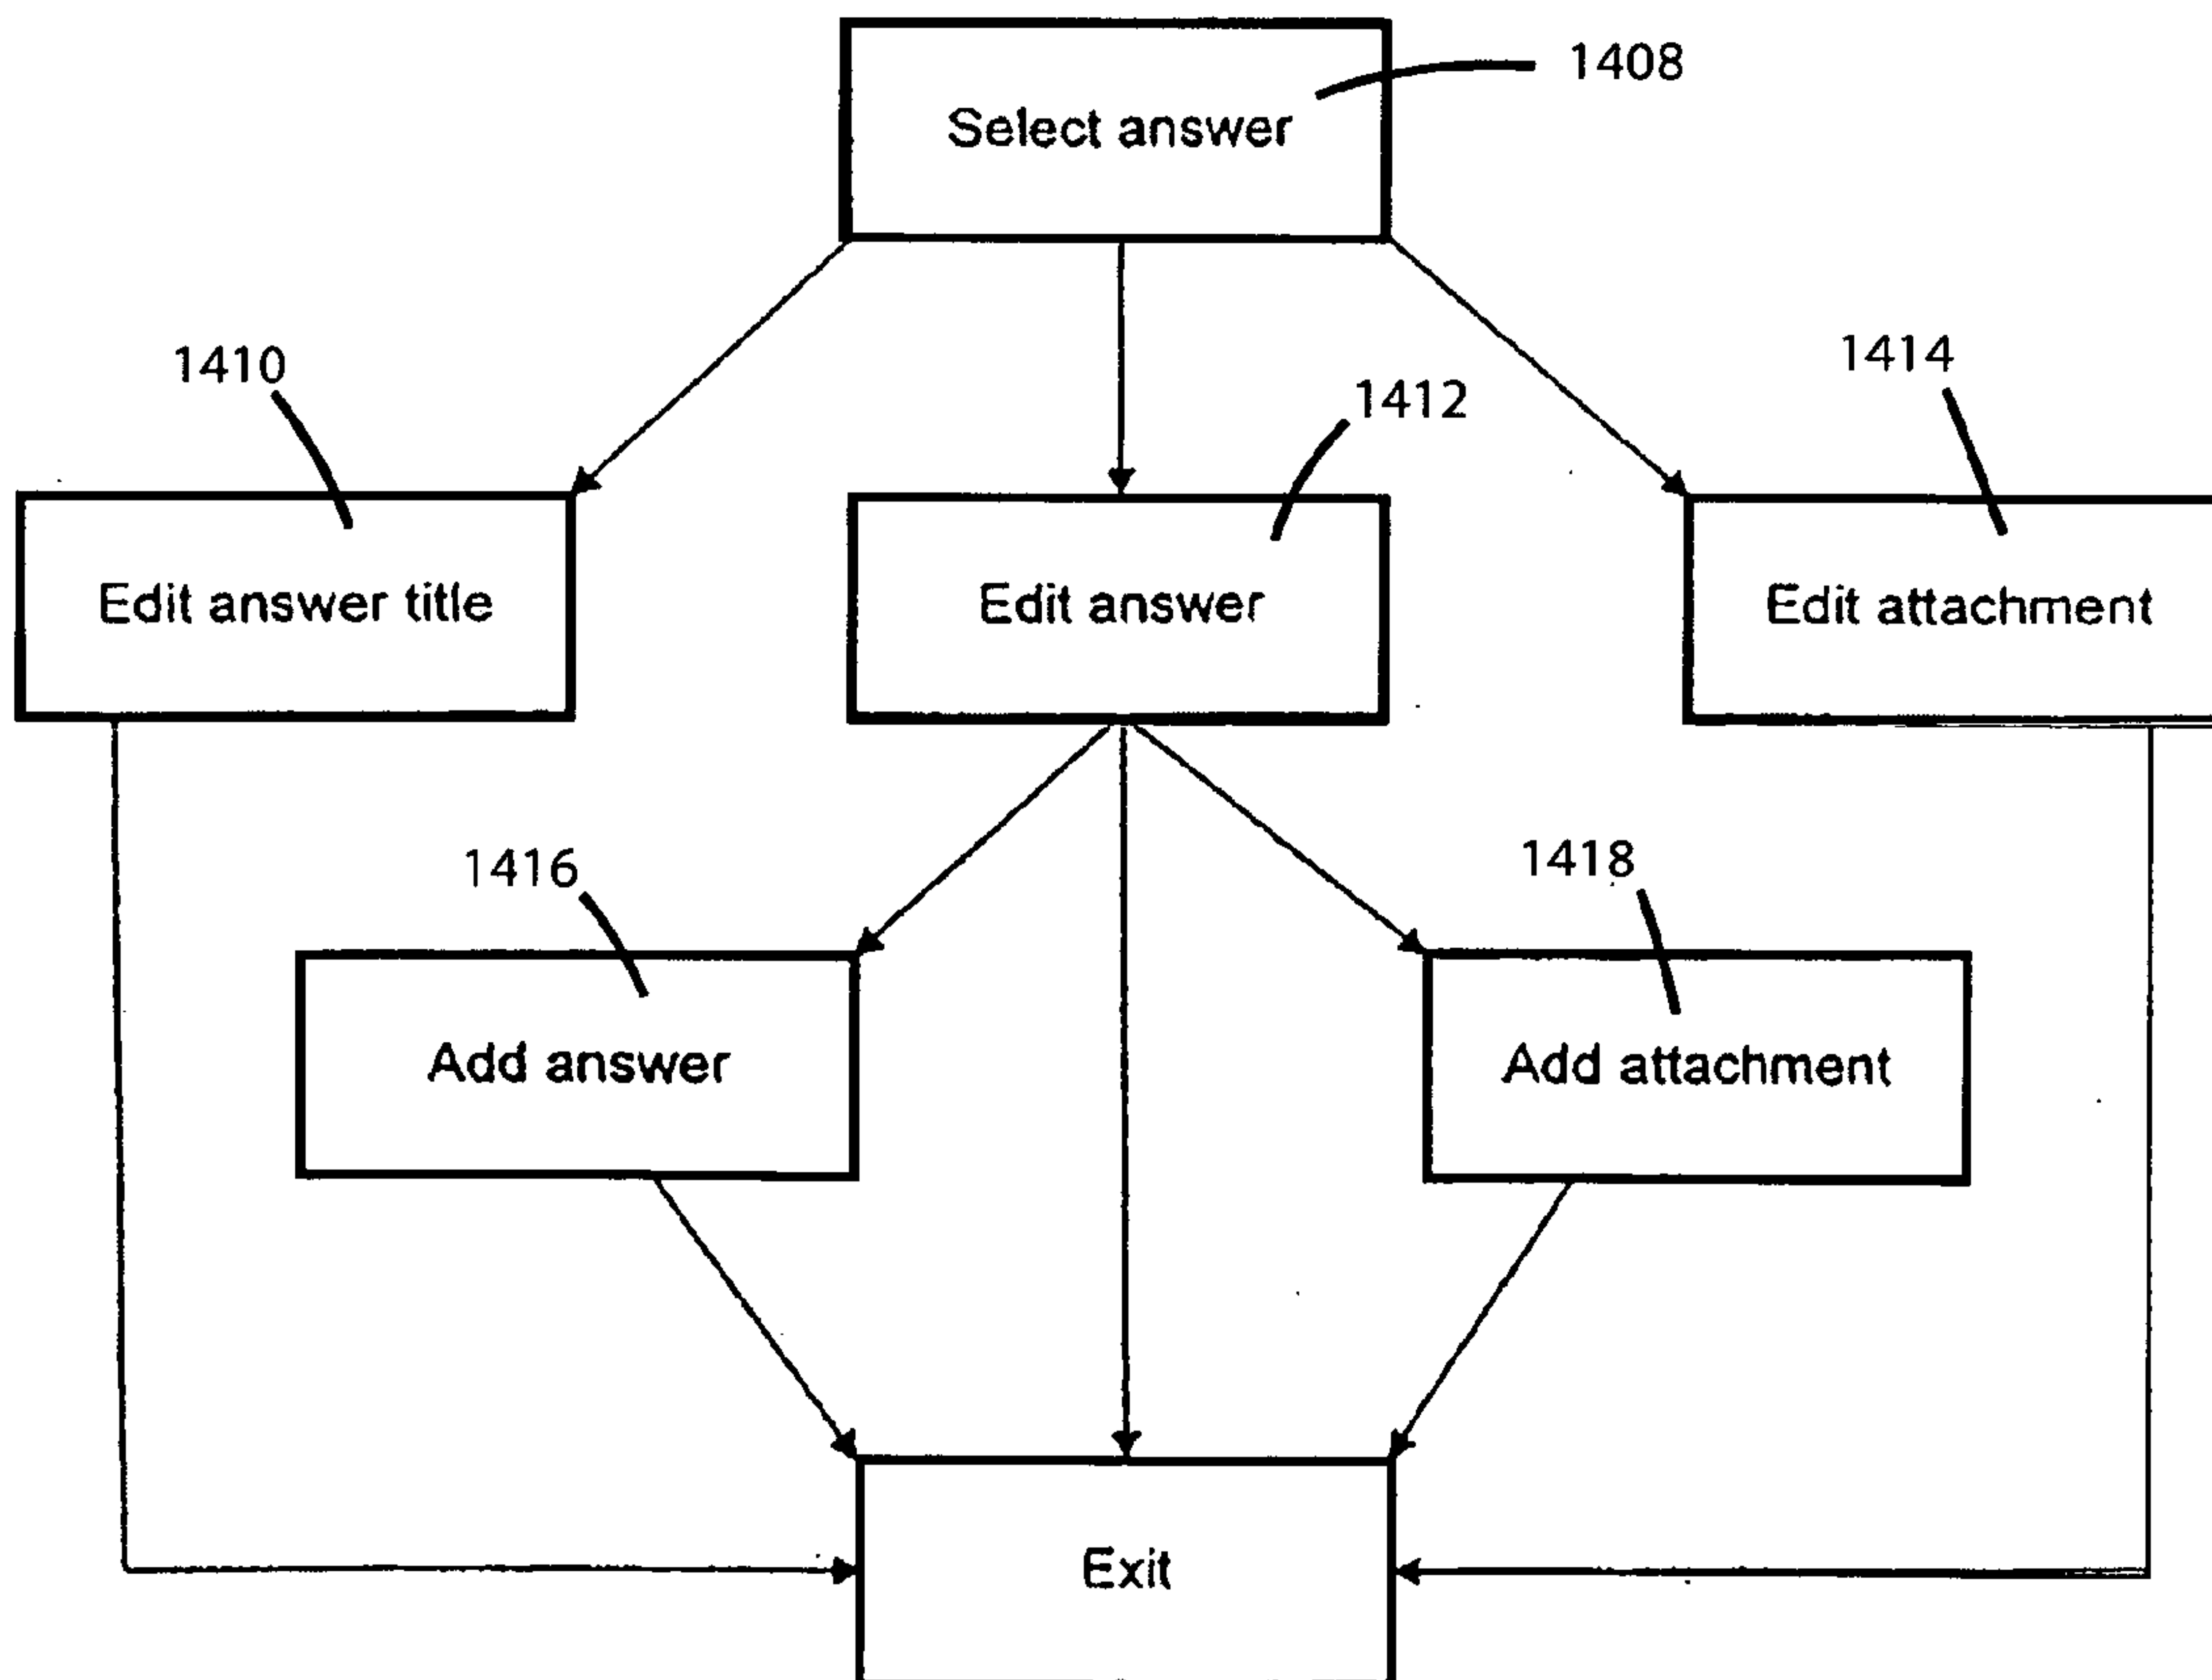 1408
Select answer
1410
1412
1414
Edit answer title
Edit answer
Edit attachment
1416
1418
Add answer
Add attachment
Exit